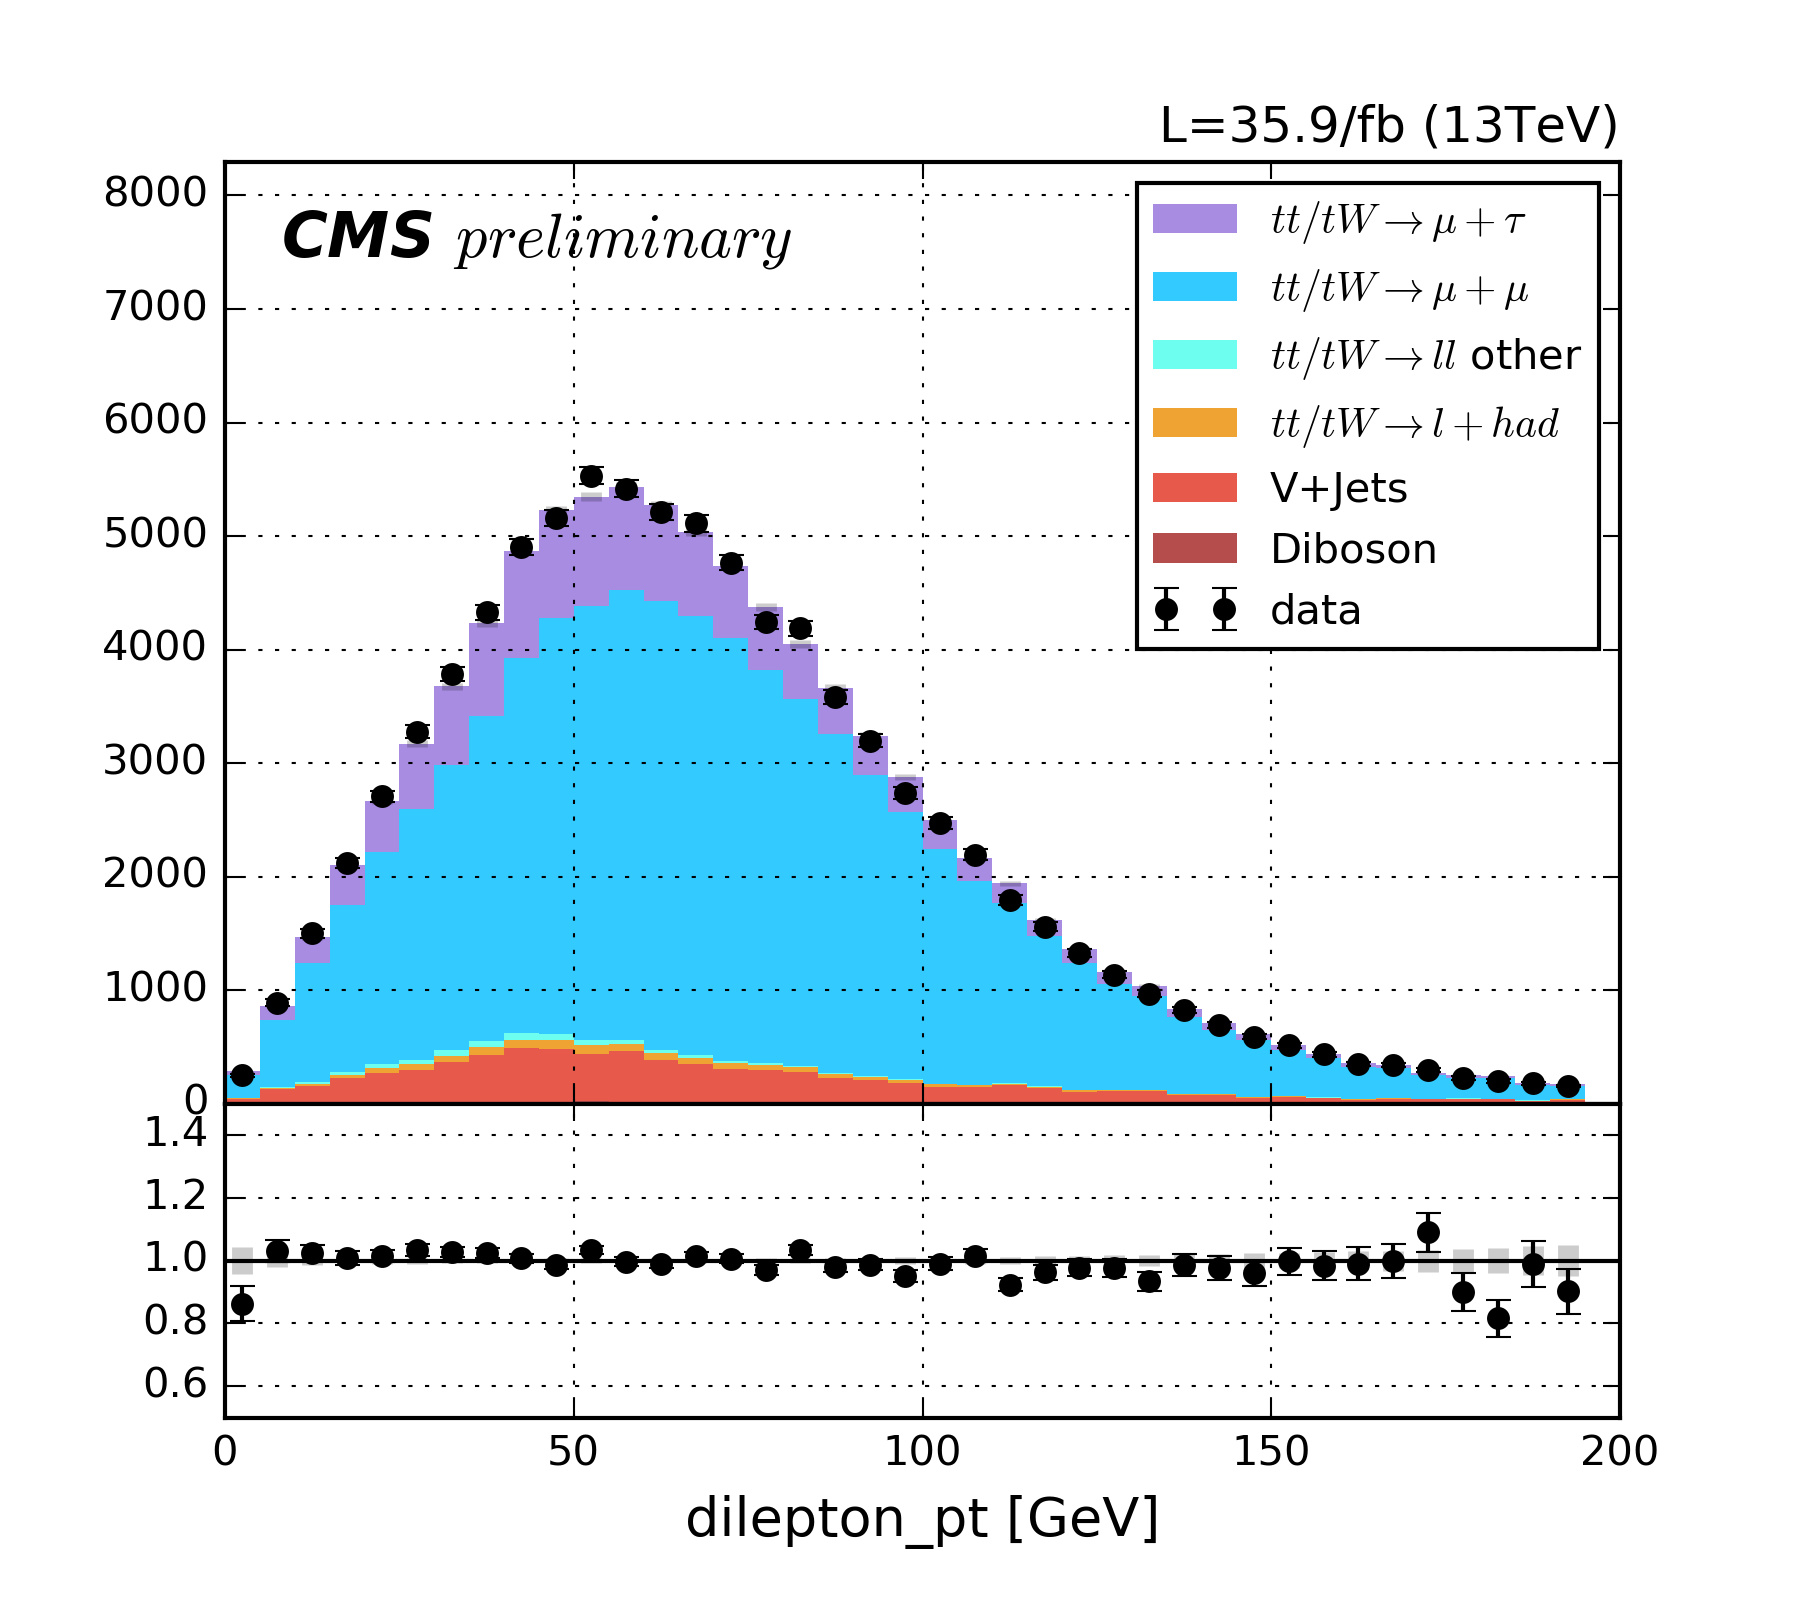 L=35.9/fb (13TeV)
CMS preliminary
8000
7000
6000
5000
4000
3000
2000
1000
0
tt/tW→μ+τ
tt/tW→μ+μ
tt/tW→ll other
tt/tW→l+had
V+Jets
Diboson
data
1.4
1.2
1.0
0.8
0.6
0 50 100 150 200
dilepton_pt [GeV]